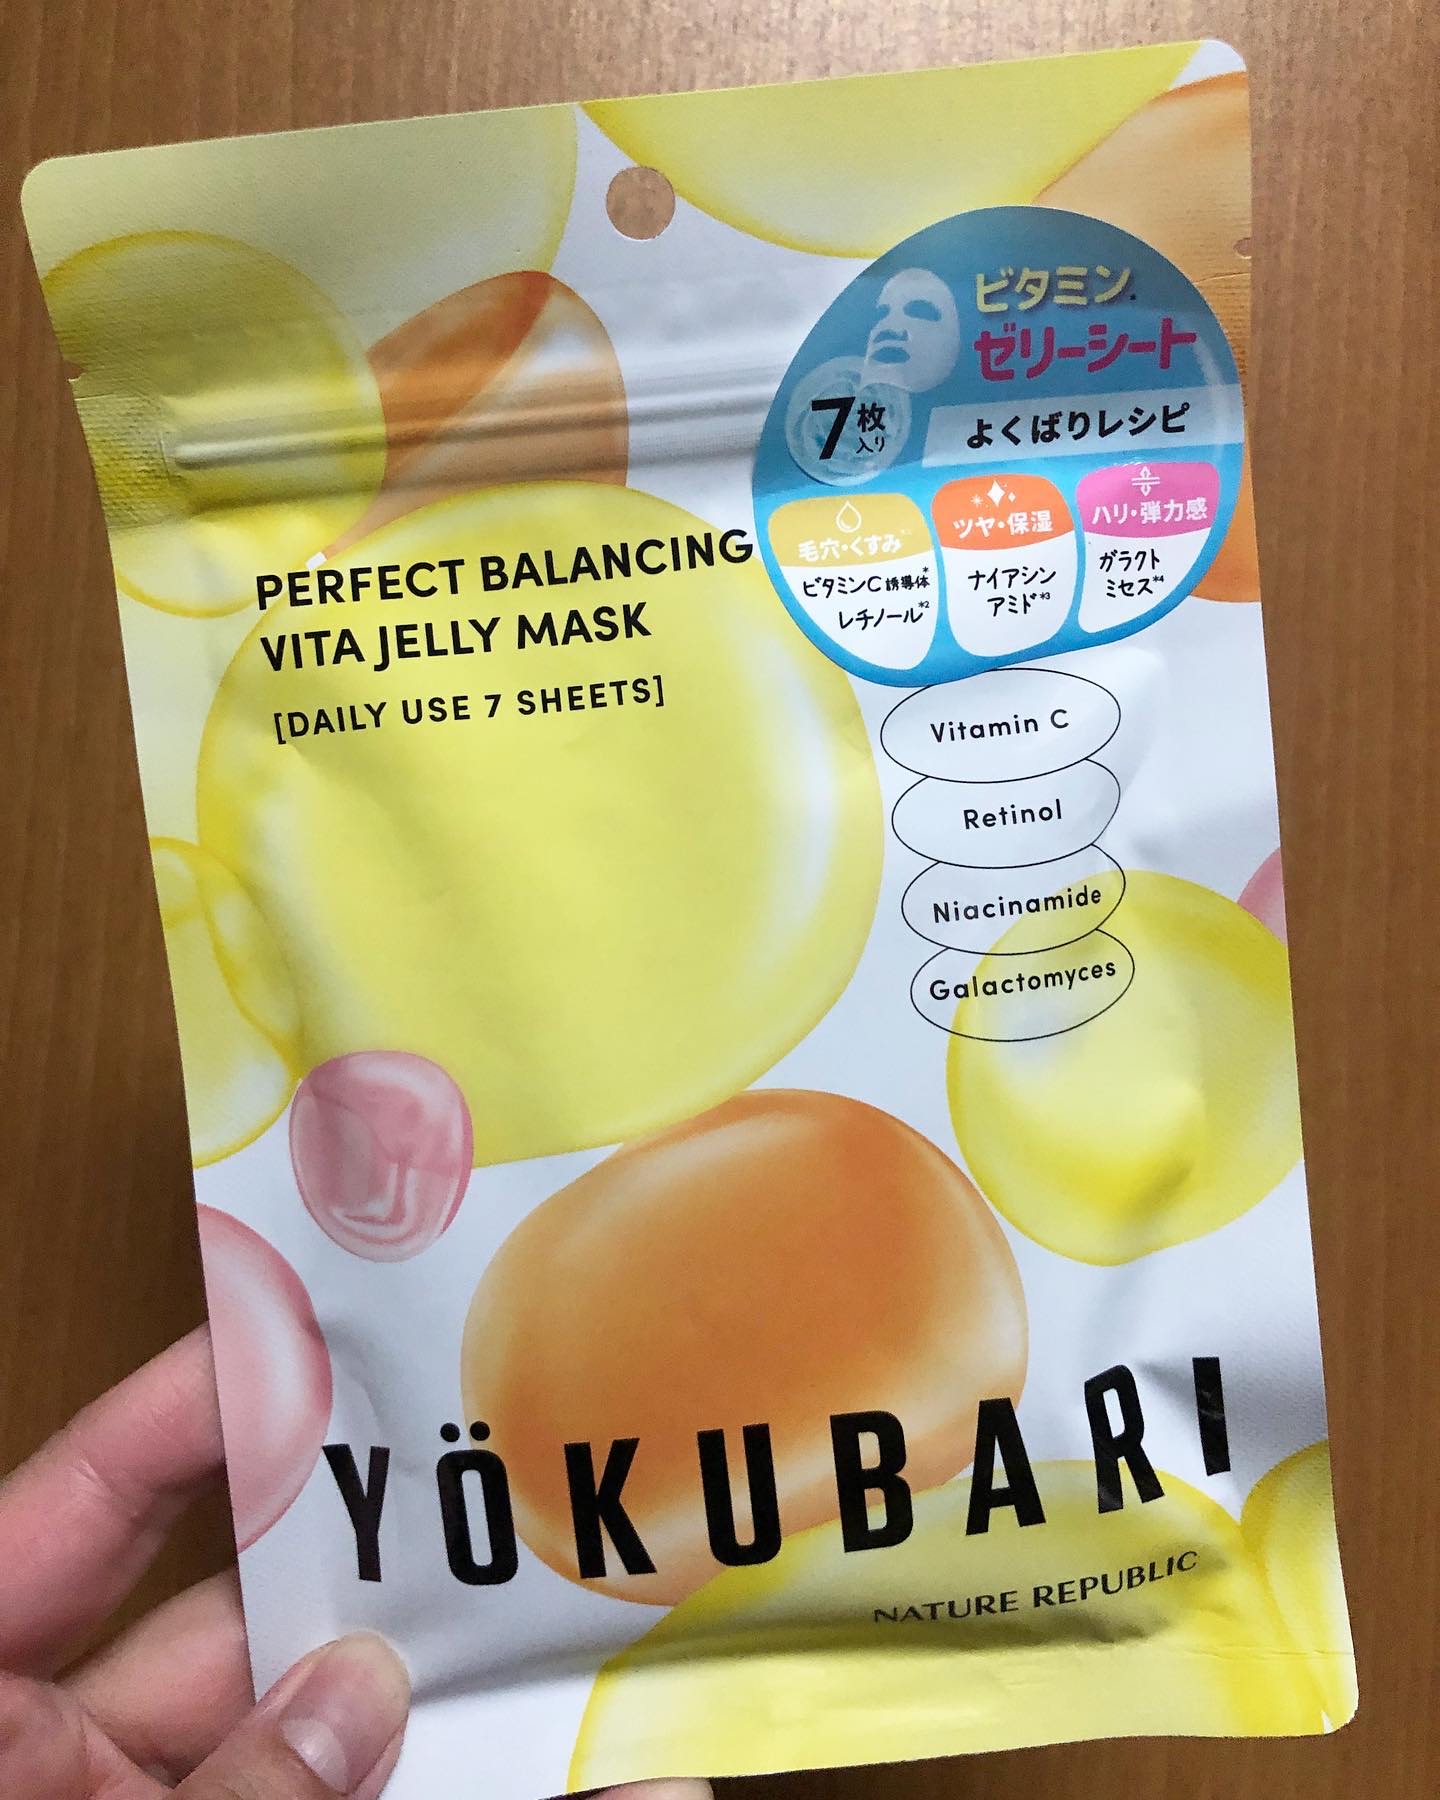 ビタミン
ゼリーシート
7枚入り
よくばりレシピ
毛穴・くすみ*¹
ビタミンC誘導体*
レチノール*²
ツヤ・保湿
ナイアシン
アミド*³
ハリ・弾力感
ガラクト
ミセス*⁴
PERFECT BALANCING
VITA JELLY MASK
[DAILY USE 7 SHEETS]
Vitamin C
Retinol
Niacinamide
Galactomyces
YÖKUBARI
NATURE REPUBLIC